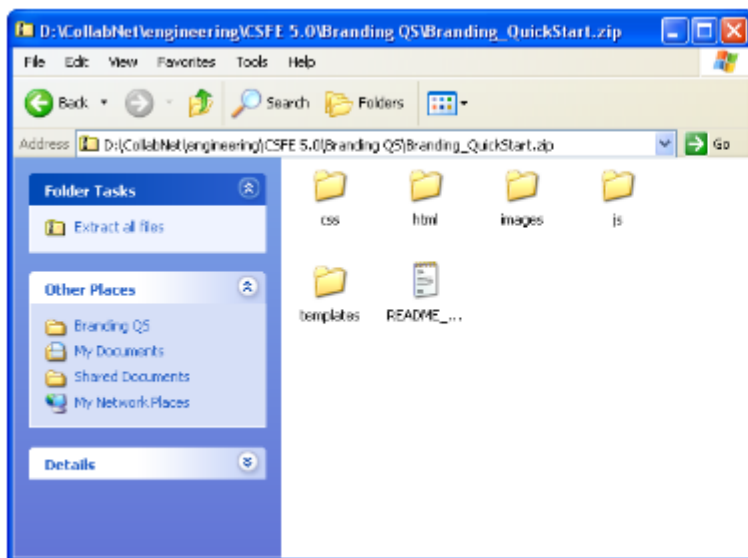 D:\CollabNet\engineering\CSFE 5.0\Branding QS\Branding_QuickStart.zip
File Edit View Favorites Tools Help
Back Search Folders
Address D:\CollabNet\engineering\CSFE 5.0\Branding QS\Branding_QuickStart.zip Go
Folder Tasks
Extract all files
Other Places
Branding QS
My Documents
Shared Documents
My Network Places
Details
css html images js
templates README_...